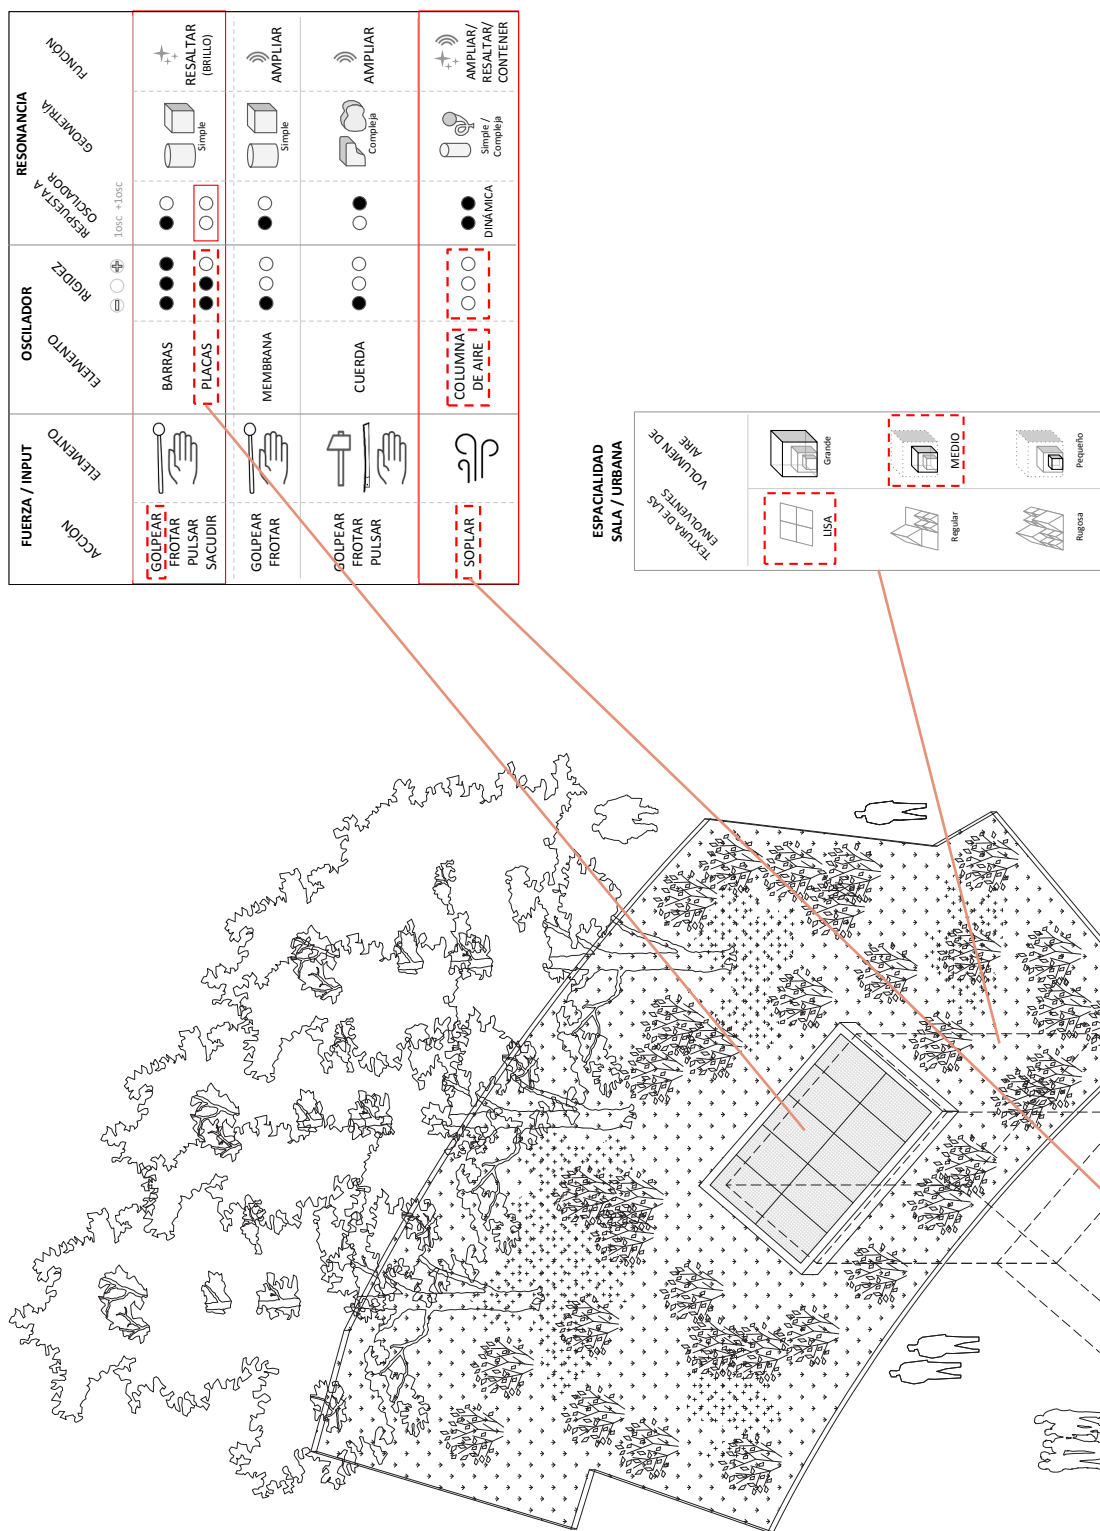 FUERZA / INPUT
OSCILADOR
RESONANCIA
ACCIÓN
ELEMENTO
ELEMENTO
RIGIDEZ
RESPUESTA A
OSCILADOR
GEOMETRÍA
FUNCIÓN
1osc +1osc
GOLPEAR
FROTAR
PULSAR
SACUDIR
BARRAS
PLACAS
Simple
RESALTAR
(BRILLO)
GOLPEAR
FROTAR
MEMBRANA
Simple
AMPLIAR
GOLPEAR
FROTAR
PULSAR
CUERDA
Compleja
AMPLIAR
SOPLAR
COLUMNA
DE AIRE
DINÁMICA
Simple /
Compleja
AMPLIAR/
RESALTAR/
CONTENER
ESPACIALIDAD
SALA / URBANA
TEXTURA DE LAS
ENVOLVENTES
VOLUMEN DE
AIRE
LISA
Grande
Regular
MEDIO
Rugosa
Pequeño